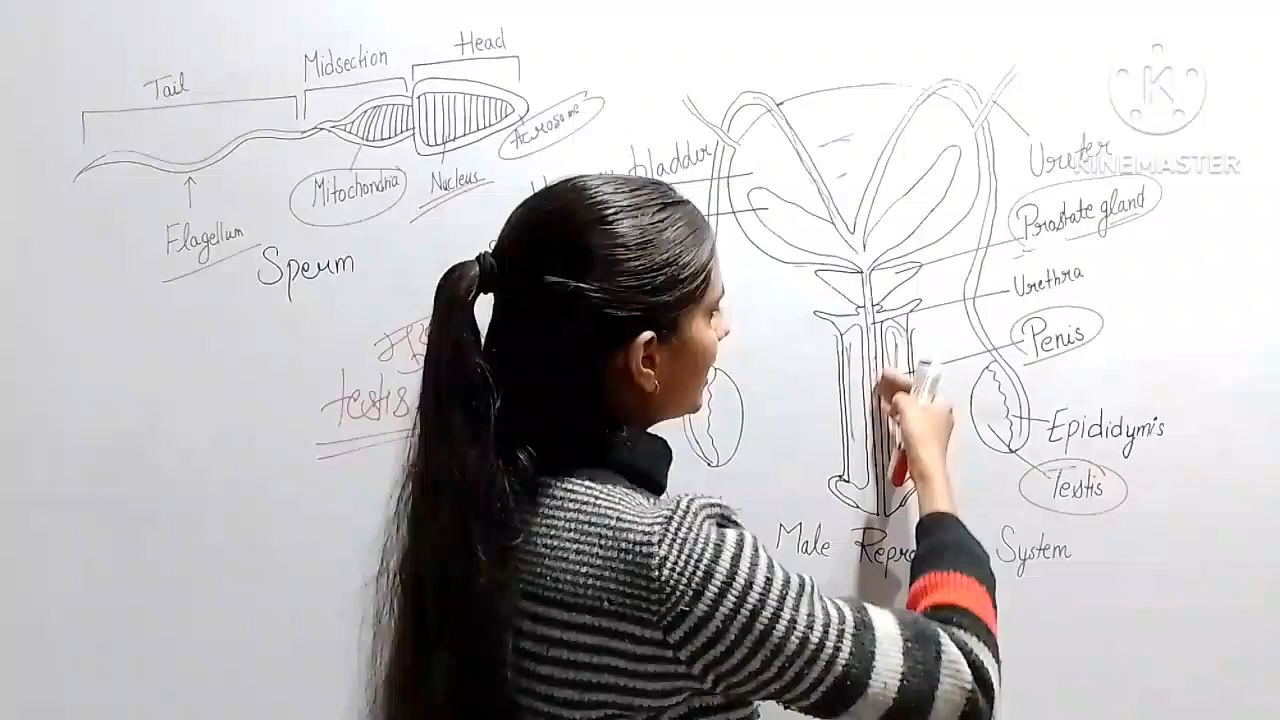 Tail
Midsection
Head
Acrosome
Mitochondria
Nucleus
Flagellum
Sperm
testis
bladder
Ureter
Prostate gland
Urethra
Penis
Epididymis
Testis
Male Repro System
K
KINEMASTER